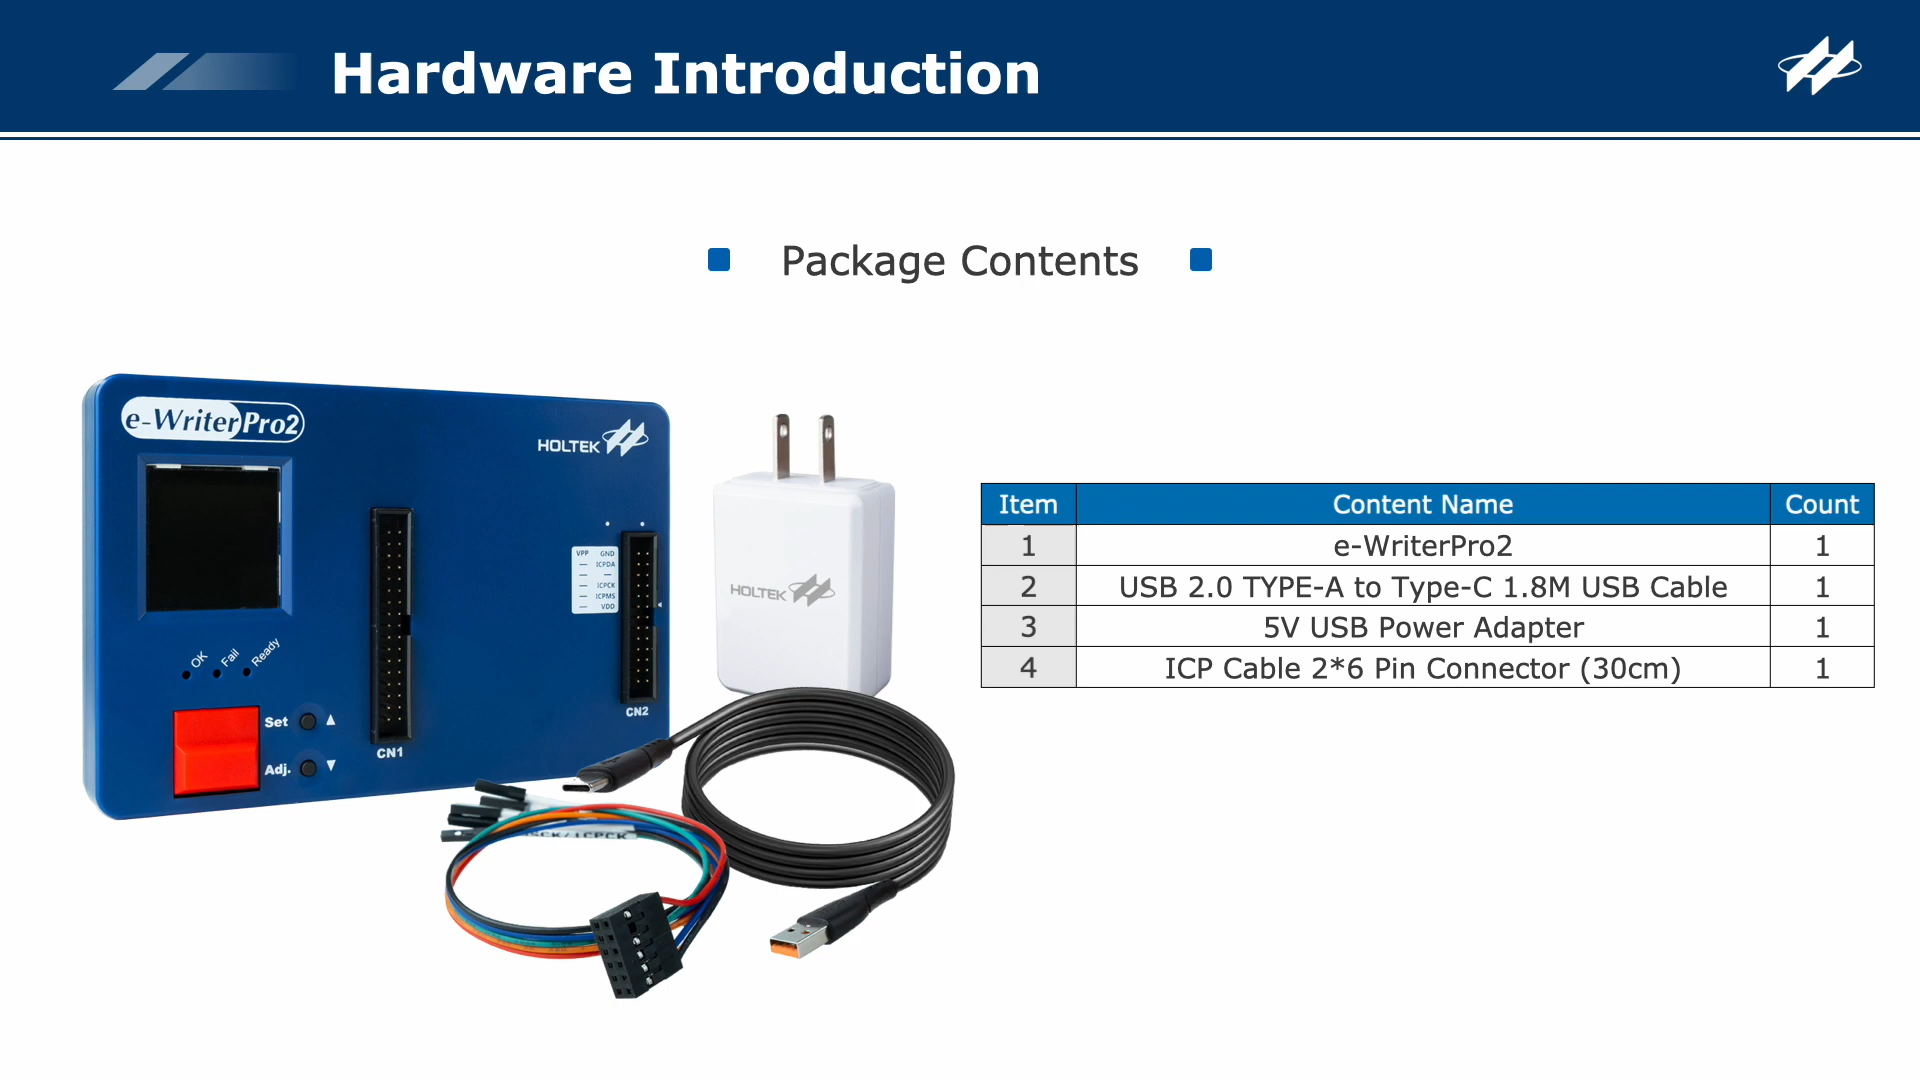 Hardware Introduction
Package Contents
e-WriterPro2
HOLTEK
VPP GND
— ICPDA
— —
— ICPCK
— ICPMS
— VDD
OK Fail Ready
Set ▲
Adj. ▼
CN1
CN2
HOLTEK
SCK/ICPCK
Item Content Name Count
1 e-WriterPro2 1
2 USB 2.0 TYPE-A to Type-C 1.8M USB Cable 1
3 5V USB Power Adapter 1
4 ICP Cable 2*6 Pin Connector (30cm) 1